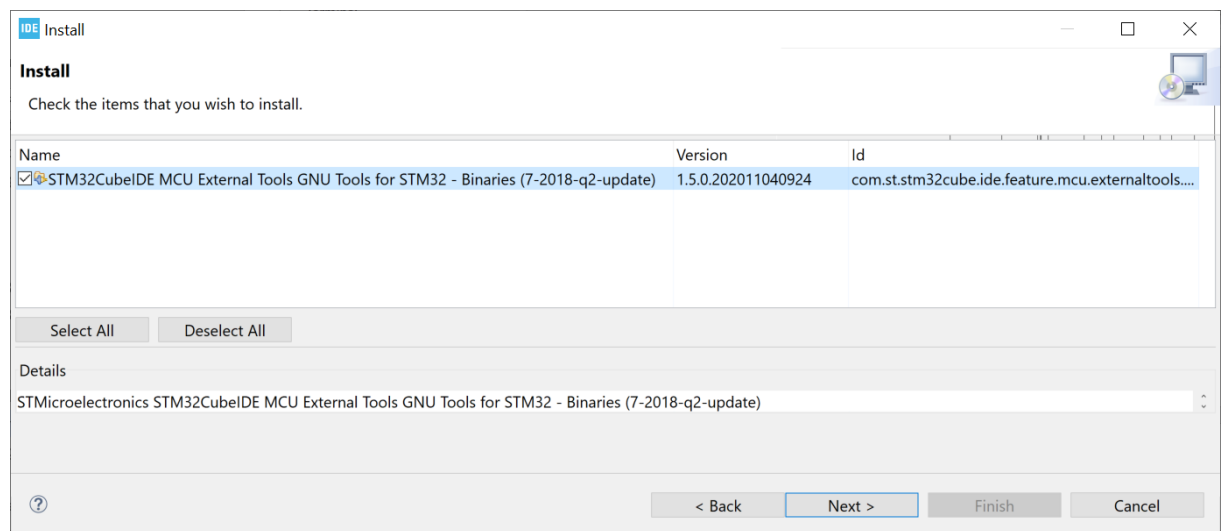 IDE Install
Install
Check the items that you wish to install.
Name Version Id
STM32CubeIDE MCU External Tools GNU Tools for STM32 - Binaries (7-2018-q2-update) 1.5.0.202011040924 com.st.stm32cube.ide.feature.mcu.externaltools....
Select All Deselect All
Details
STMicroelectronics STM32CubeIDE MCU External Tools GNU Tools for STM32 - Binaries (7-2018-q2-update)
? < Back Next > Finish Cancel